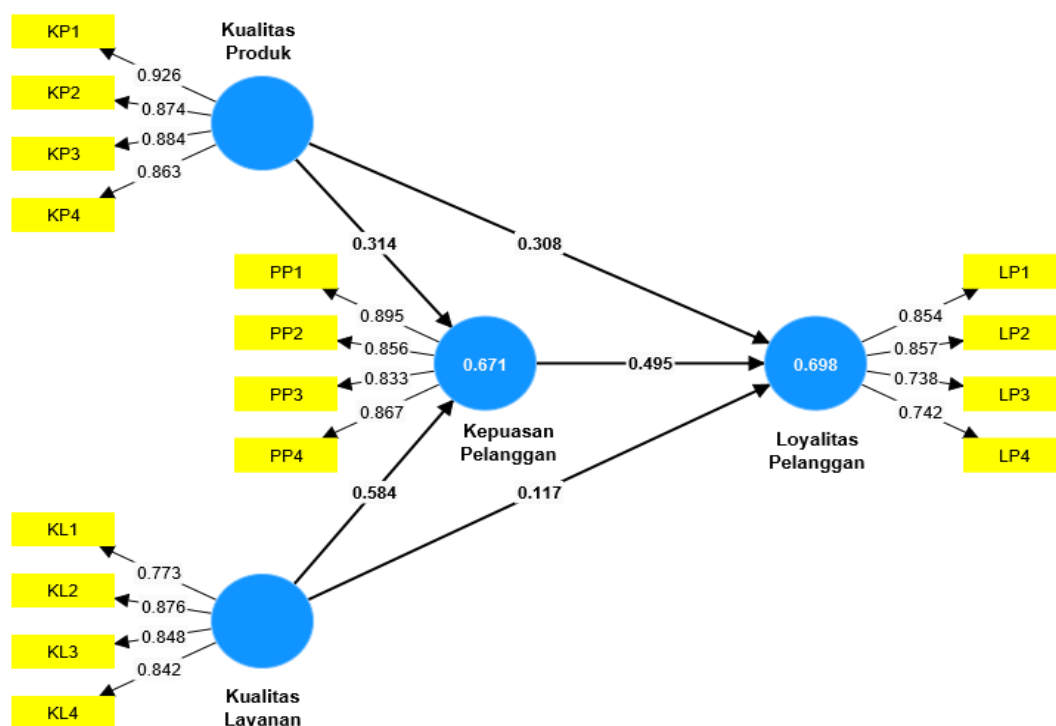 KP1
KP2
KP3
KP4
0.926
0.874
0.884
0.863
Kualitas
Produk
0.314
0.308
PP1
PP2
PP3
PP4
0.895
0.856
0.833
0.867
0.671
Kepuasan
Pelanggan
0.495
0.698
Loyalitas
Pelanggan
0.854
0.857
0.738
0.742
LP1
LP2
LP3
LP4
0.584
0.117
KL1
KL2
KL3
KL4
0.773
0.876
0.848
0.842
Kualitas
Layanan